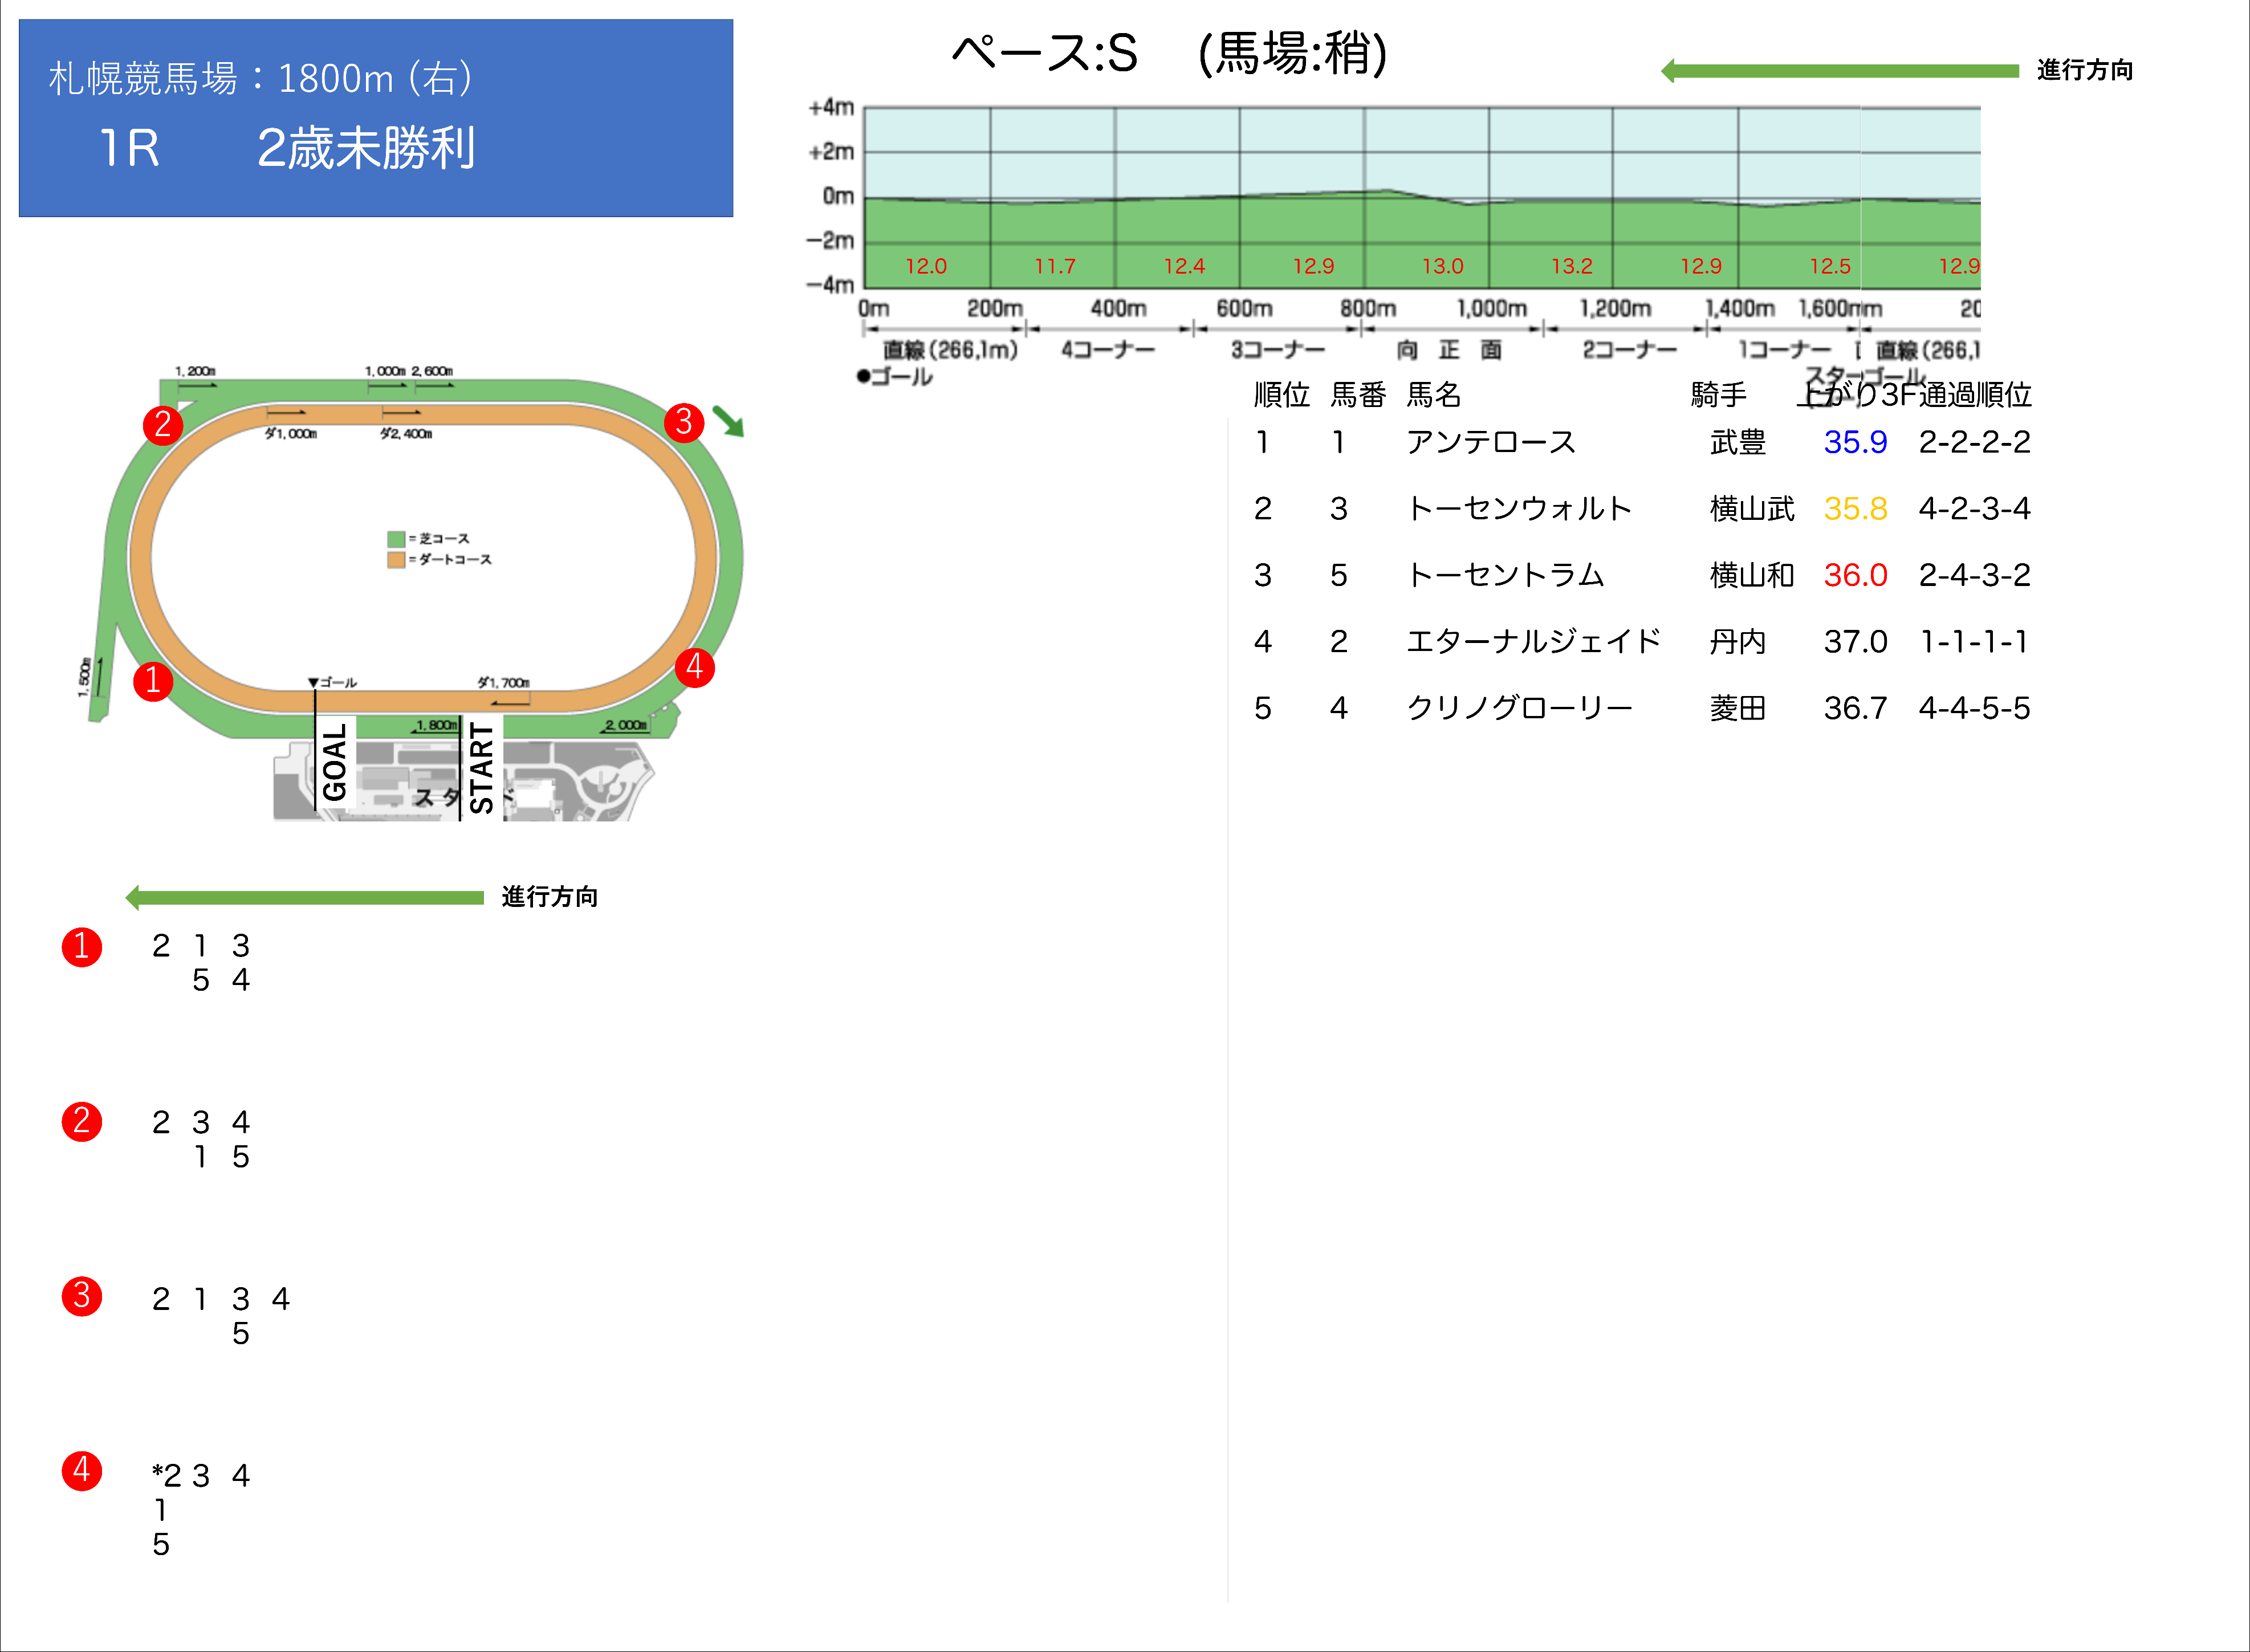 札幌競馬場：1800m (右)
1R 2歳未勝利
ペース:S (馬場:稍)
進行方向
+4m
+2m
0m
−2m
−4m
12.0 11.7 12.4 12.9 13.0 13.2 12.9 12.5 12.9
0m 200m 400m 600m 800m 1,000m 1,200m 1,400m 1,600m
直線(266,1m) 4コーナー 3コーナー 向 正 面 2コーナー 1コーナー 直線(266,1
●ゴール ゴール
1,200m 1,000m 2,600m
2 3
ダ1,000m ダ2,400m
= 芝コース
= ダートコース
1,500m
1 4
▼ゴール ダ1,700m
1,800m 2,000m
GOAL START
スタ
順位 馬番 馬名 騎手 上がり3F 通過順位
1 1 アンテロース 武豊 35.9 2-2-2-2
2 3 トーセンウォルト 横山武 35.8 4-2-3-4
3 5 トーセントラム 横山和 36.0 2-4-3-2
4 2 エターナルジェイド 丹内 37.0 1-1-1-1
5 4 クリノグローリー 菱田 36.7 4-4-5-5
進行方向
1 2 1 3
5 4
2 2 3 4
1 5
3 2 1 3 4
5
4 *2 3 4
1
5